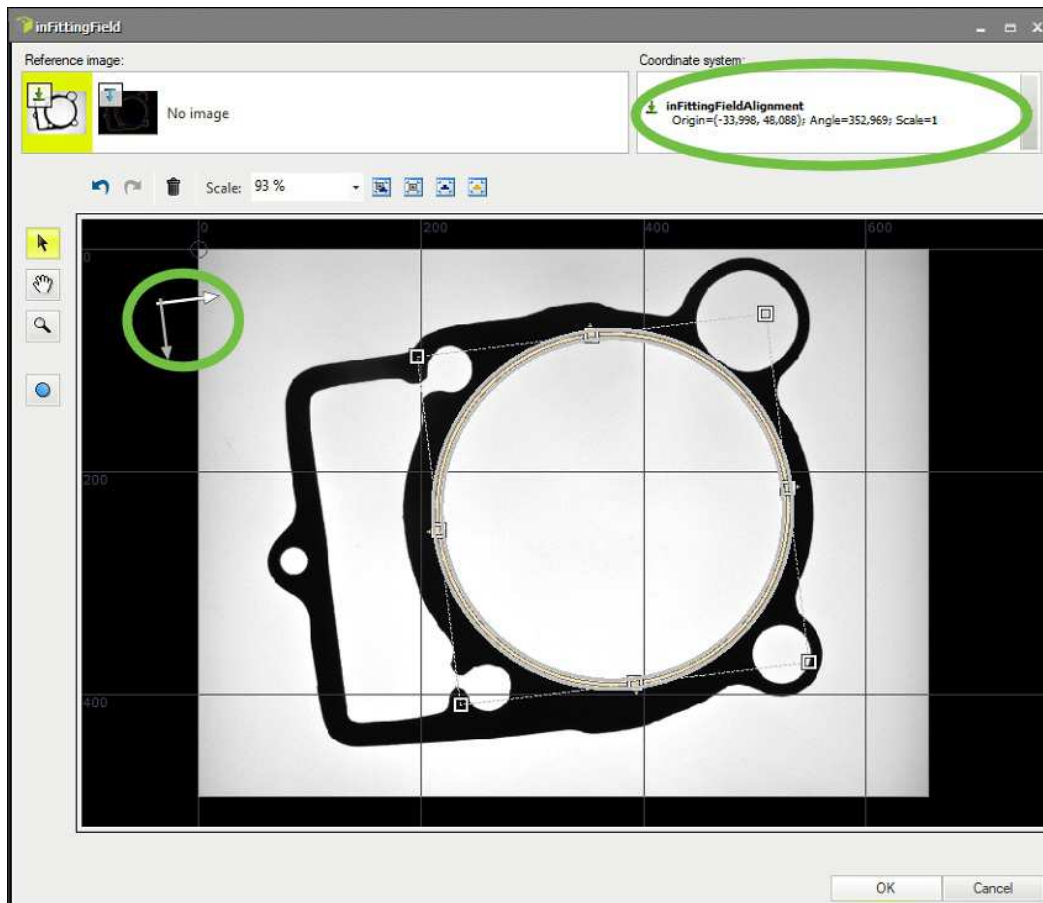 inFittingField
Reference image:
Coordinate system:
No image
inFittingFieldAlignment
Origin=(-33,998, 48,088); Angle=352,969; Scale=1
Scale: 93 %
0 200 400 600
0
200
400
OK Cancel